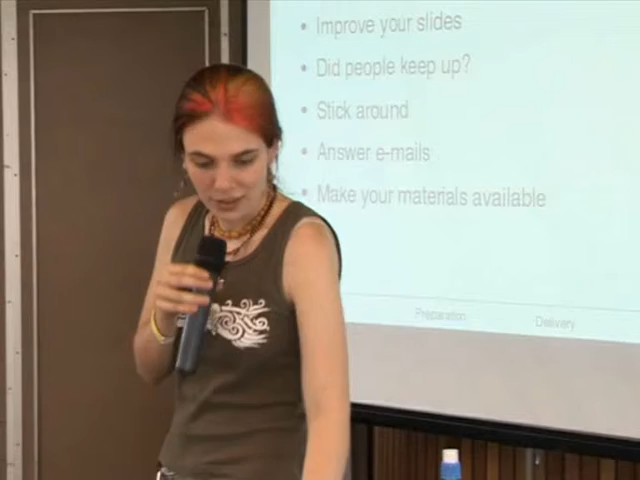 • Improve your slides
• Did people keep up?
• Stick around
• Answer e-mails
• Make your materials available
Preparation Delivery